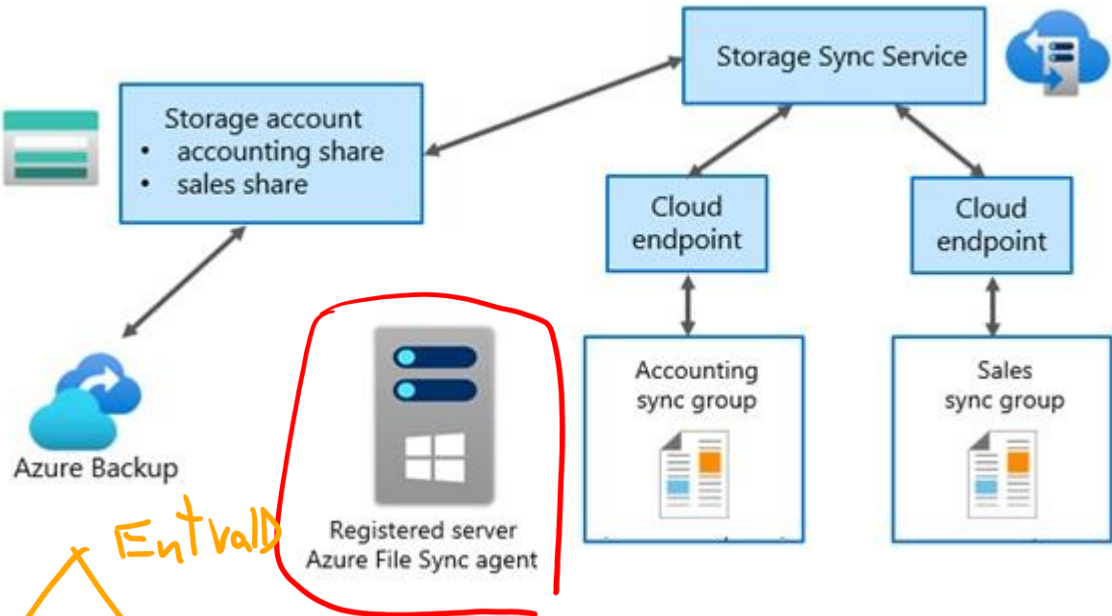 Storage Sync Service
Storage account
• accounting share
• sales share
Cloud
endpoint
Cloud
endpoint
Accounting
sync group
Sales
sync group
Azure Backup
Registered server
Azure File Sync agent